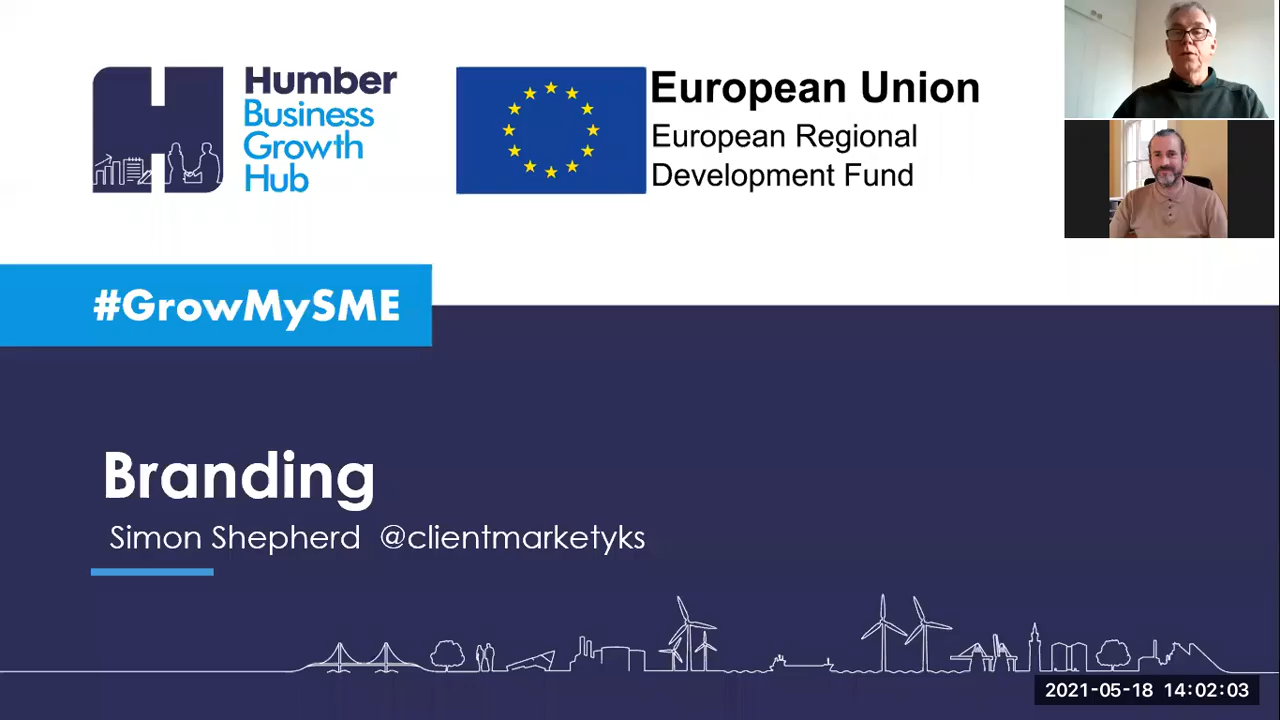 Humber
Business
Growth
Hub
European Union
European Regional
Development Fund
#GrowMySME
Branding
Simon Shepherd @clientmarketyks
2021-05-18 14:02:03